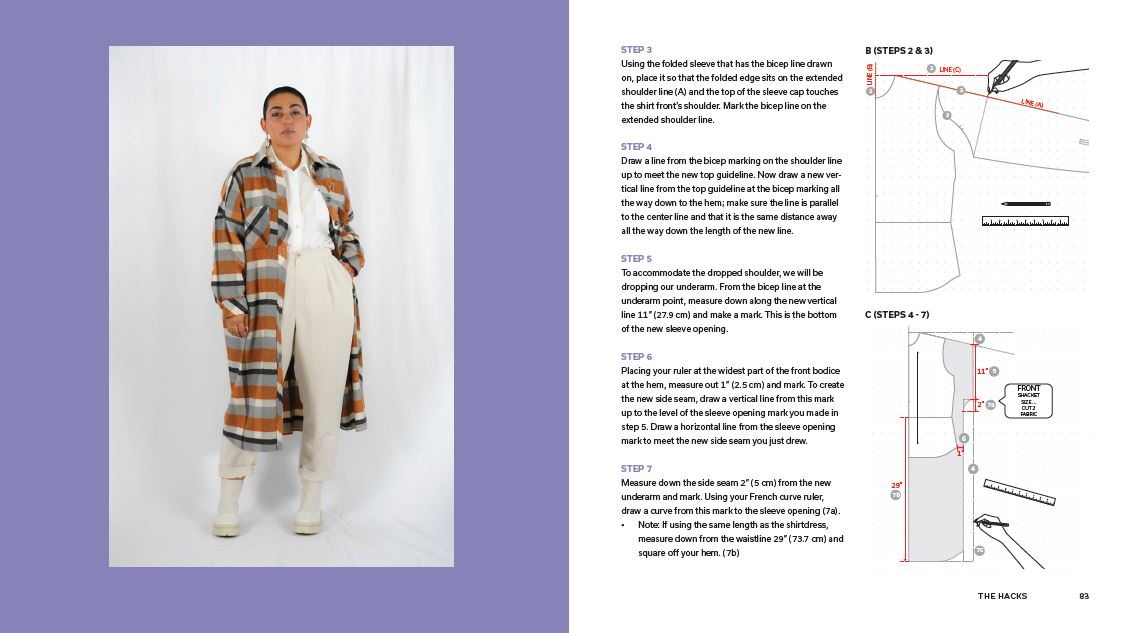 STEP 3
Using the folded sleeve that has the bicep line drawn
on, place it so that the folded edge sits on the extended
shoulder line (A) and the top of the sleeve cap touches
the shirt front's shoulder. Mark the bicep line on the
extended shoulder line.
STEP 4
Draw a line from the bicep marking on the shoulder line
up to meet the new top guideline. Now draw a new ver-
tical line from the top guideline at the bicep marking all
the way down to the hem; make sure the line is parallel
to the center line and that it is the same distance away
all the way down the length of the new line.
STEP 5
To accommodate the dropped shoulder, we will be
dropping our underarm. From the bicep line at the
underarm point, measure down along the new vertical
line 11” (27.9 cm) and make a mark. This is the bottom
of the new sleeve opening.
STEP 6
Placing your ruler at the widest part of the front bodice
at the hem, measure out 1” (2.5 cm) and mark. To create
the new side seam, draw a vertical line from this mark
up to the level of the sleeve opening mark you made in
step 5. Draw a horizontal line from the sleeve opening
mark to meet the new side seam you just drew.
STEP 7
Measure down the side seam 2” (5 cm) from the new
underarm and mark. Using your French curve ruler,
draw a curve from this mark to the sleeve opening (7a).
• Note: If using the same length as the shirtdress,
measure down from the waistline 29” (73.7 cm) and
square off your hem. (7b)
B (STEPS 2 & 3)
LINE (B)
2
LINE (C)
2
2
LINE (A)
3
C (STEPS 4 - 7)
4
11”
5
2”
7a
FRONT
SHACKET
SIZE...
CUT 2
FABRIC
6
1”
4
29”
7b
THE HACKS
83